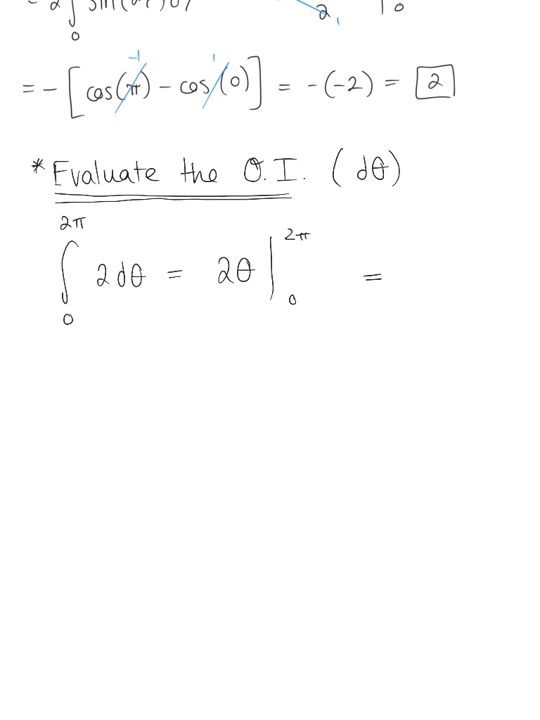 = - [cos(π) - cos(0)] = -(-2) = 2
-1 1
* Evaluate the O.I. (dθ)
∫₀^2π 2dθ = 2θ |₀^2π =